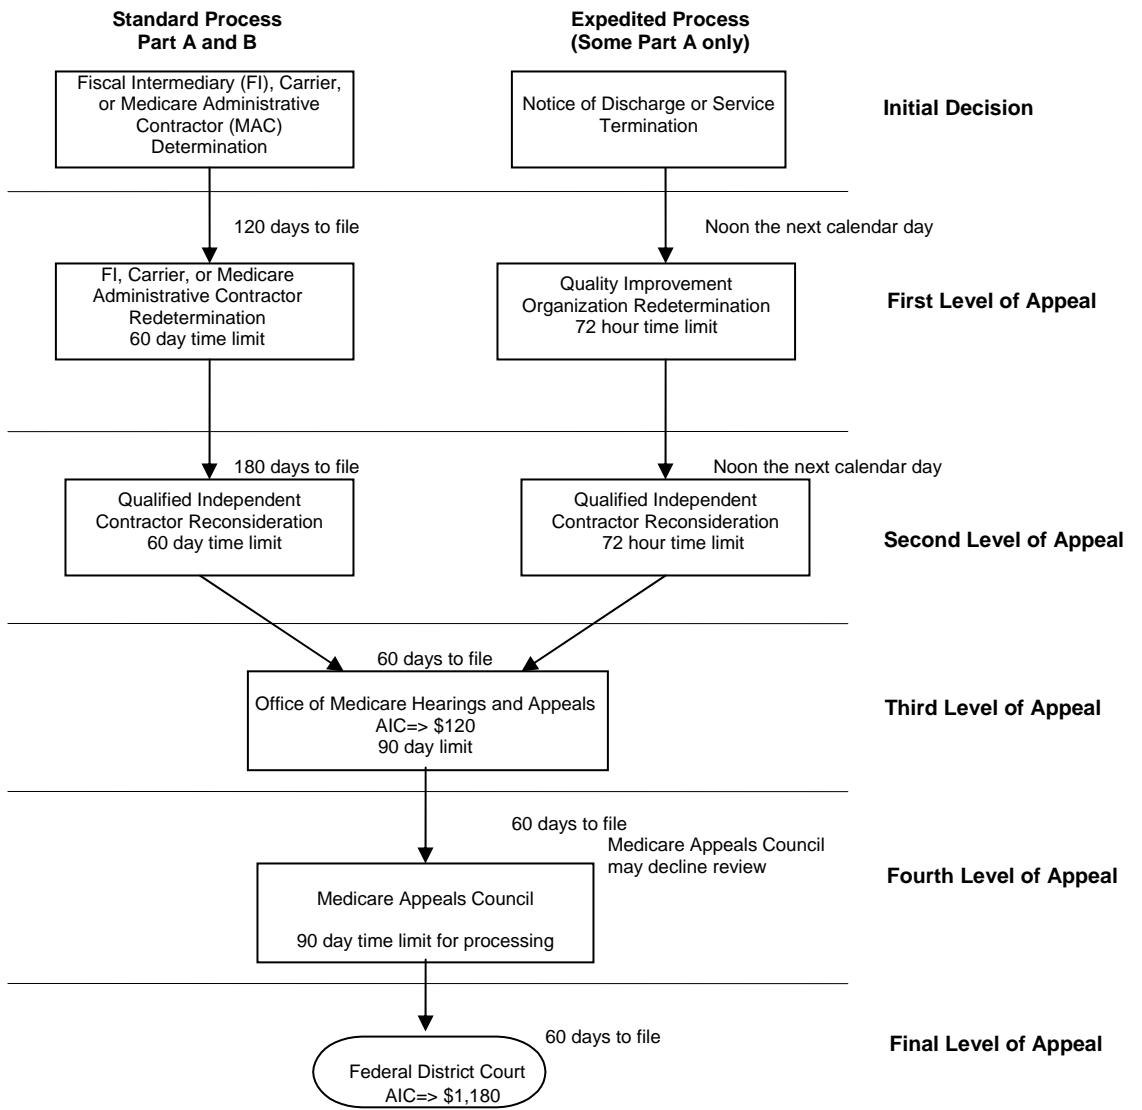 Standard Process
Part A and B
Expedited Process
(Some Part A only)
Fiscal Intermediary (FI), Carrier,
or Medicare Administrative
Contractor (MAC)
Determination
Notice of Discharge or Service
Termination
Initial Decision
120 days to file
Noon the next calendar day
FI, Carrier, or Medicare
Administrative Contractor
Redetermination
60 day time limit
Quality Improvement
Organization Redetermination
72 hour time limit
First Level of Appeal
180 days to file
Noon the next calendar day
Qualified Independent
Contractor Reconsideration
60 day time limit
Qualified Independent
Contractor Reconsideration
72 hour time limit
Second Level of Appeal
60 days to file
Office of Medicare Hearings and Appeals
AIC=> $120
90 day limit
Third Level of Appeal
60 days to file
Medicare Appeals Council
may decline review
Medicare Appeals Council
90 day time limit for processing
Fourth Level of Appeal
60 days to file
Federal District Court
AIC=> $1,180
Final Level of Appeal